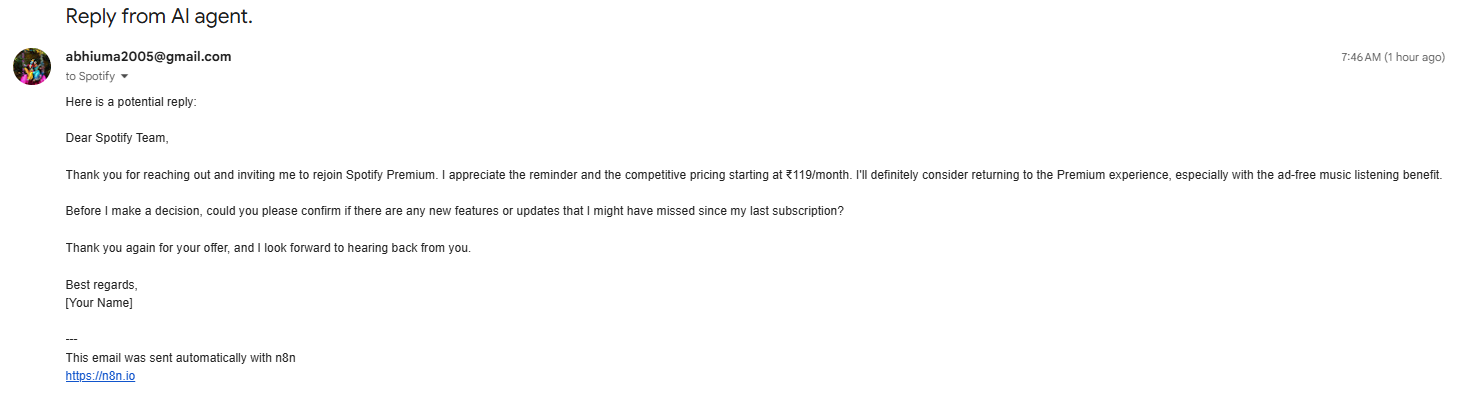 Reply from AI agent.
abhiuma2005@gmail.com
7:46 AM (1 hour ago)
to Spotify
Here is a potential reply:
Dear Spotify Team,
Thank you for reaching out and inviting me to rejoin Spotify Premium. I appreciate the reminder and the competitive pricing starting at ₹119/month. I'll definitely consider returning to the Premium experience, especially with the ad-free music listening benefit.
Before I make a decision, could you please confirm if there are any new features or updates that I might have missed since my last subscription?
Thank you again for your offer, and I look forward to hearing back from you.
Best regards,
[Your Name]
---
This email was sent automatically with n8n
https://n8n.io